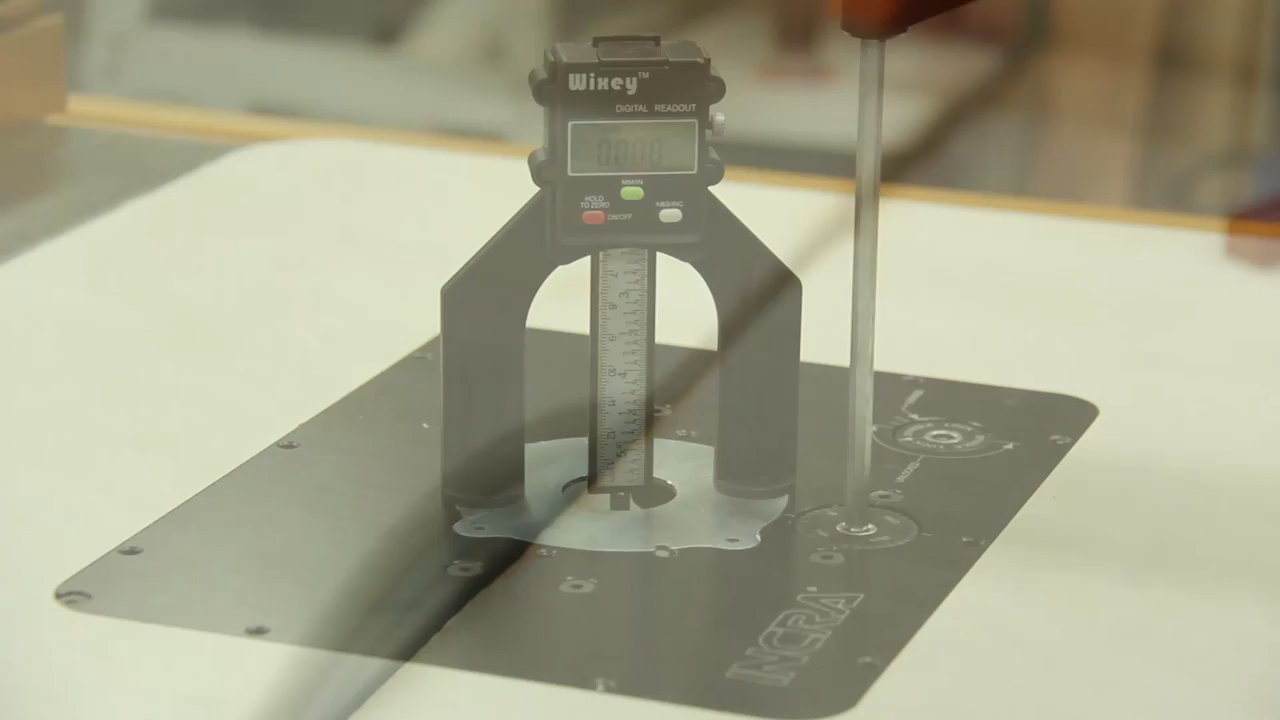 Wixey™
DIGITAL READOUT
0.000
MM/IN
HOLD
TO ZERO
ON/OFF
ABS/INC
INCRA